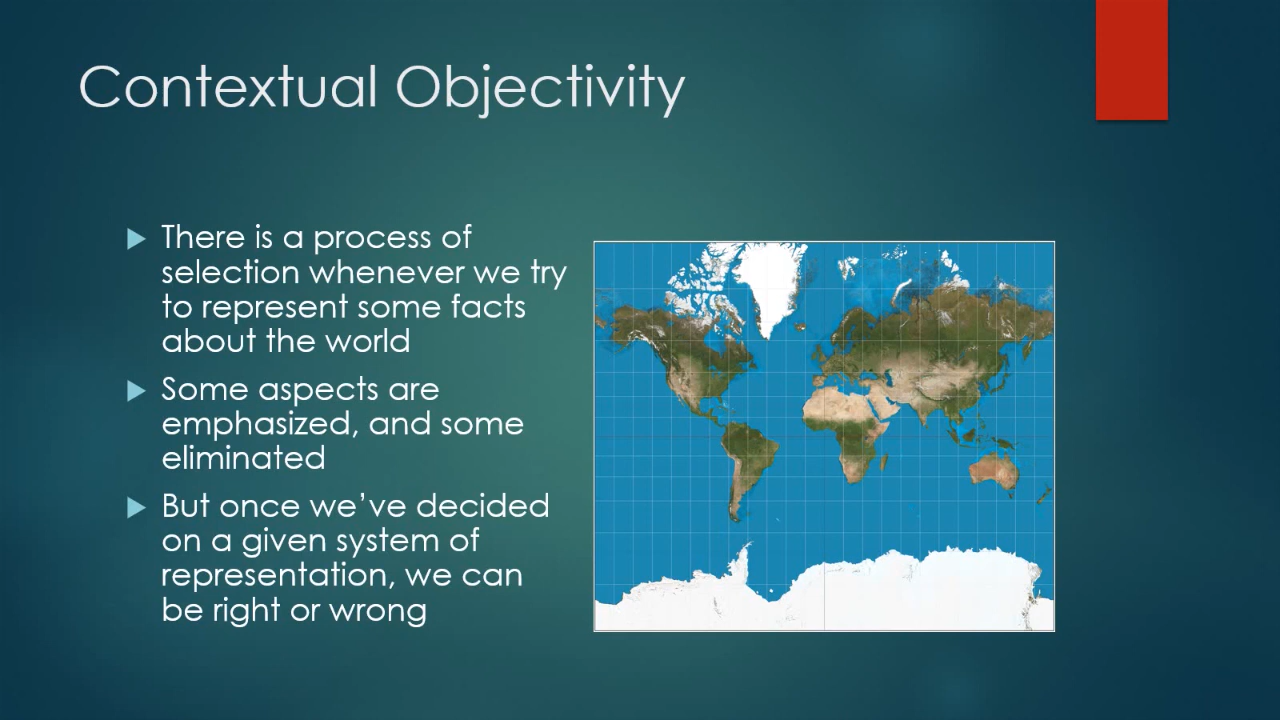 Contextual Objectivity
There is a process of
selection whenever we try
to represent some facts
about the world
Some aspects are
emphasized, and some
eliminated
But once we’ve decided
on a given system of
representation, we can
be right or wrong